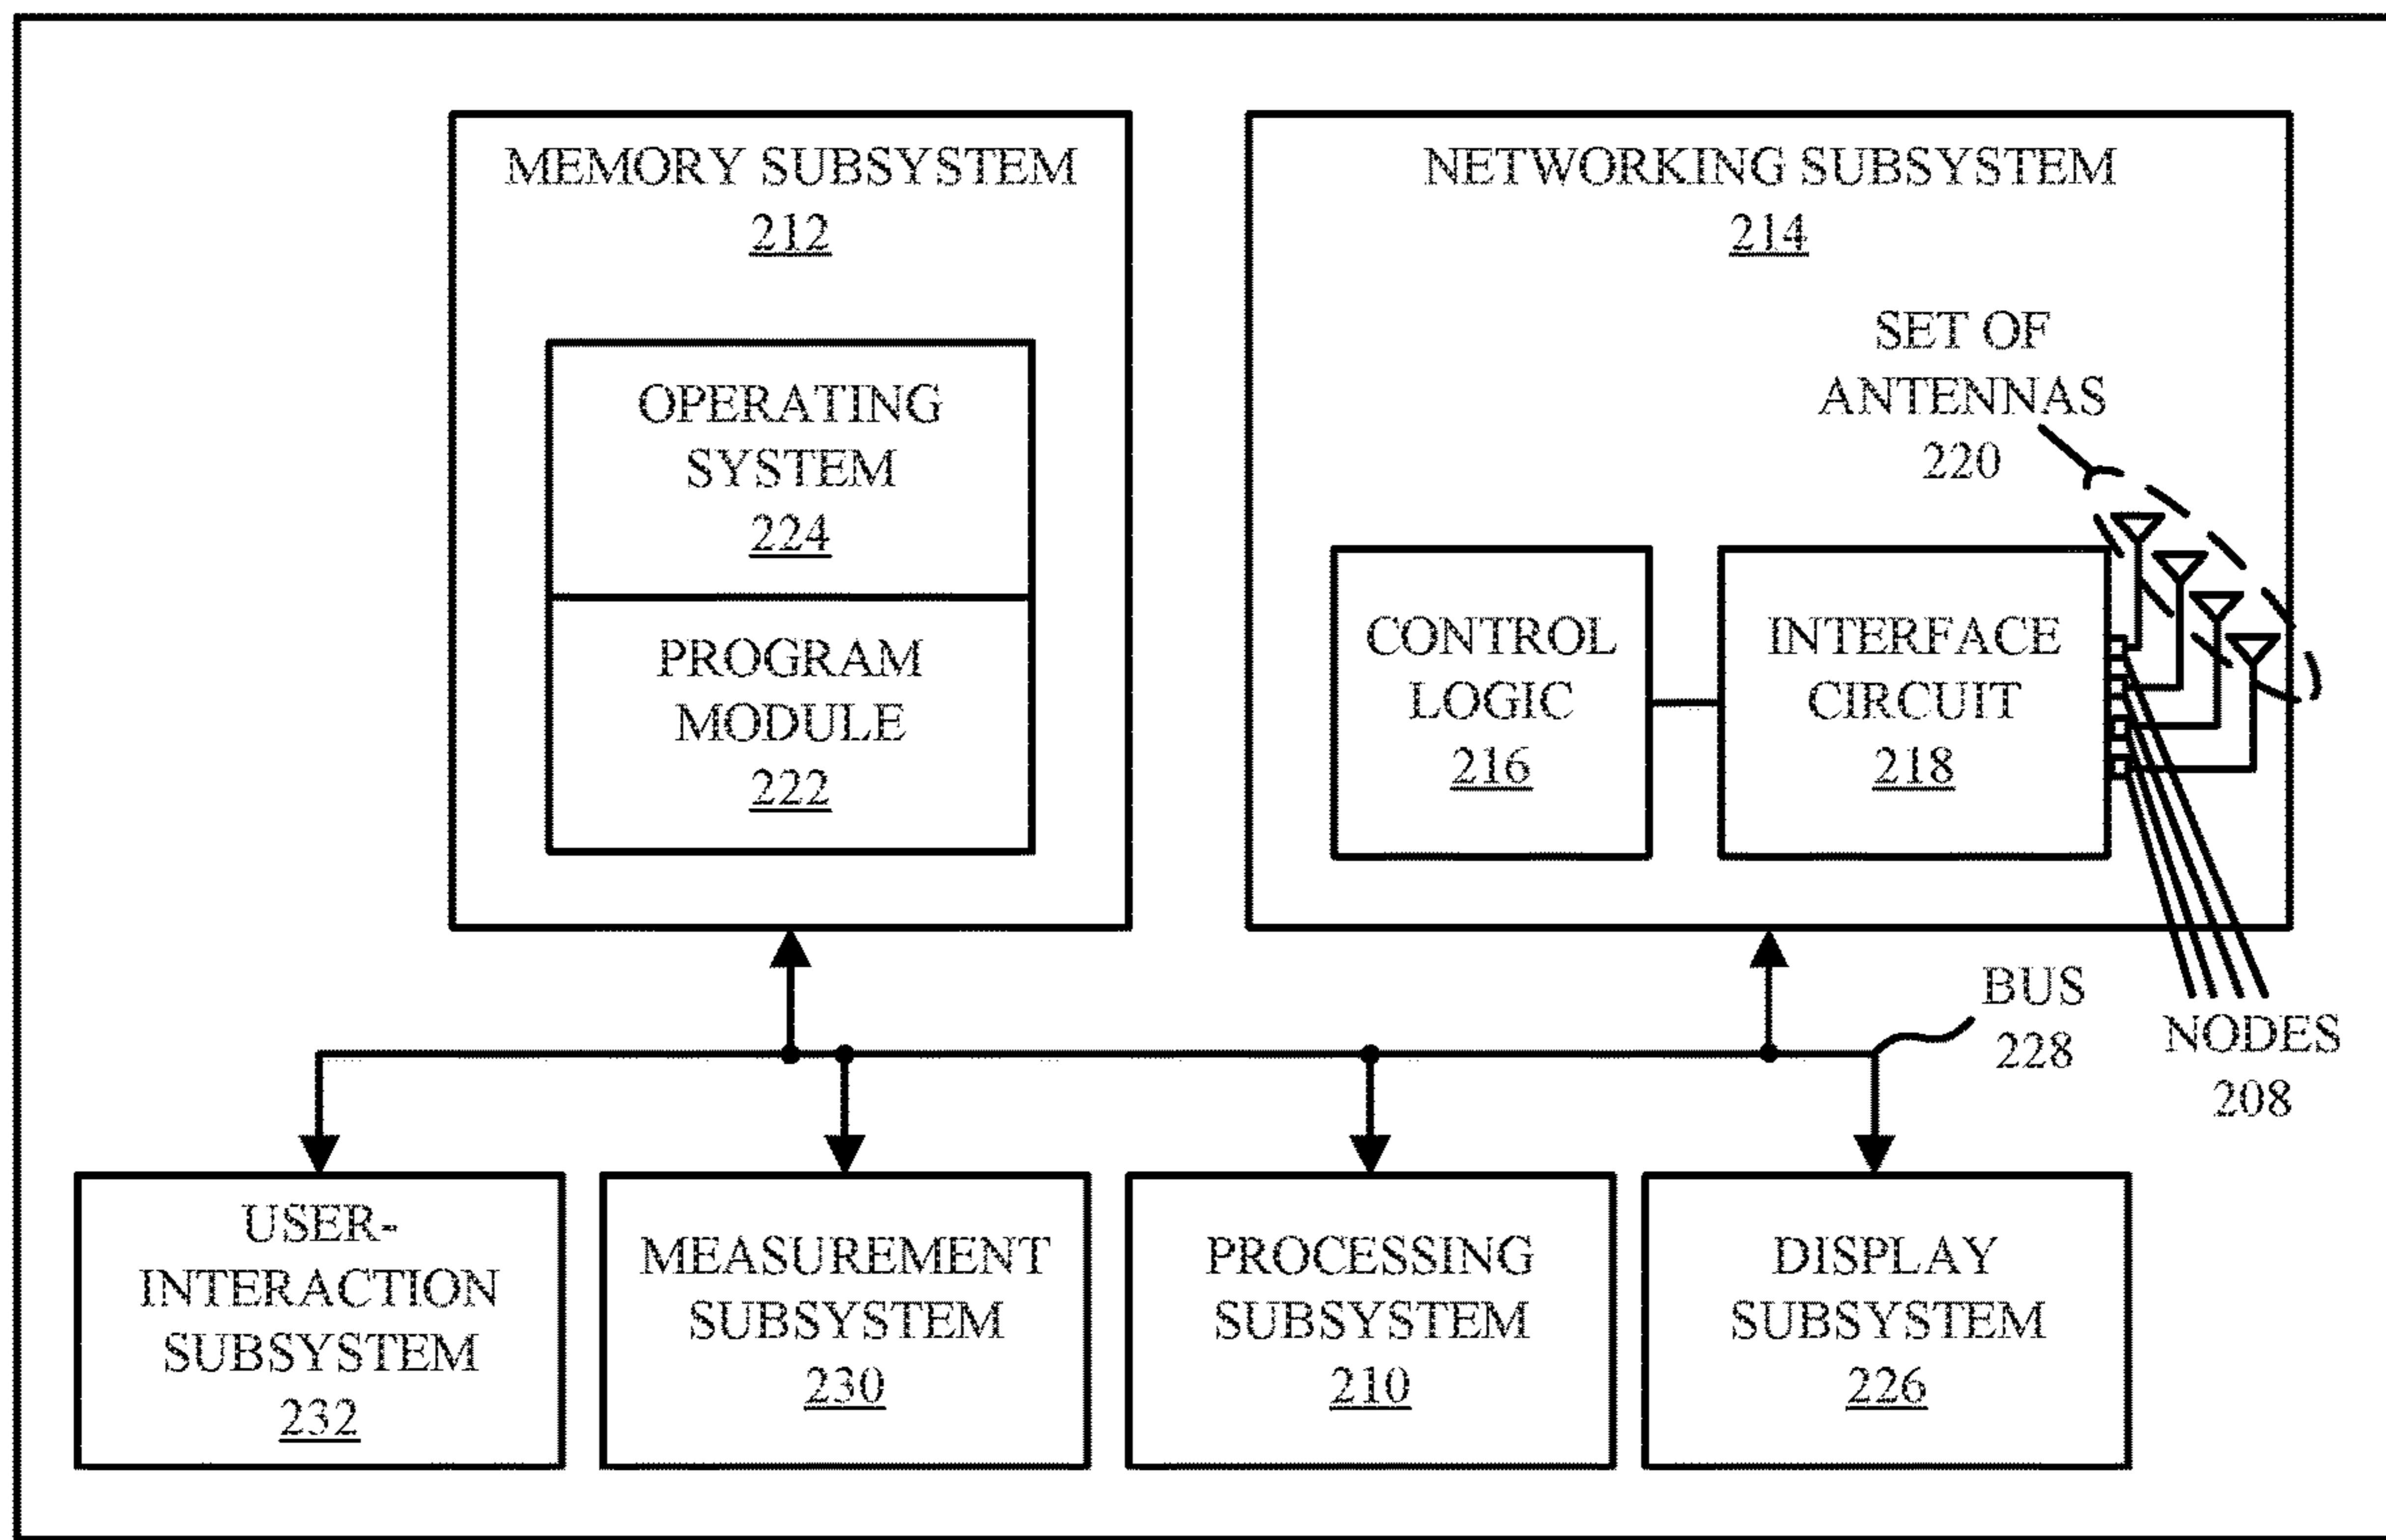 MEMORY SUBSYSTEM
212
OPERATING
SYSTEM
224
PROGRAM
MODULE
222
NETWORKING SUBSYSTEM
214
SET OF
ANTENNAS
220
CONTROL
LOGIC
216
INTERFACE
CIRCUIT
218
BUS
228
NODES
208
USER-
INTERACTION
SUBSYSTEM
232
MEASUREMENT
SUBSYSTEM
230
PROCESSING
SUBSYSTEM
210
DISPLAY
SUBSYSTEM
226